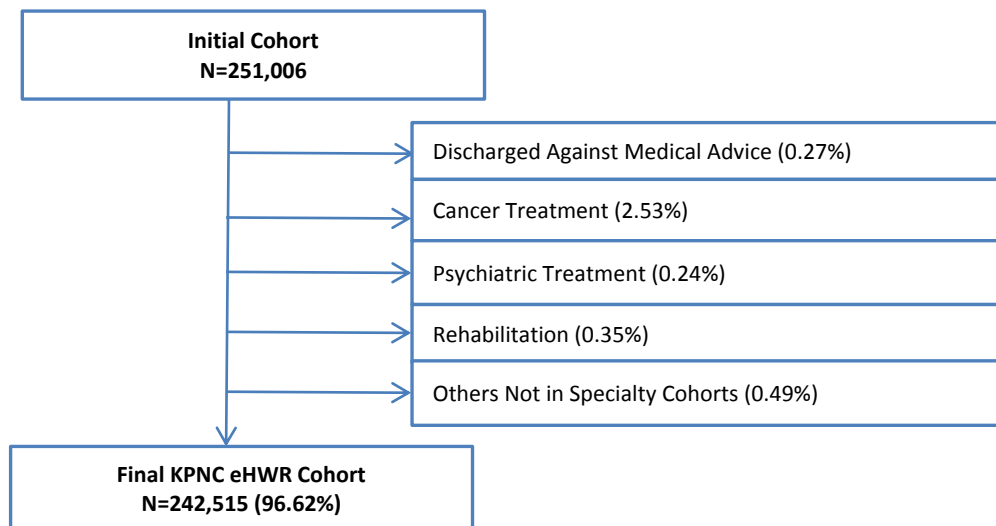 Initial Cohort
N=251,006
Discharged Against Medical Advice (0.27%)
Cancer Treatment (2.53%)
Psychiatric Treatment (0.24%)
Rehabilitation (0.35%)
Others Not in Specialty Cohorts (0.49%)
Final KPNC eHWR Cohort
N=242,515 (96.62%)